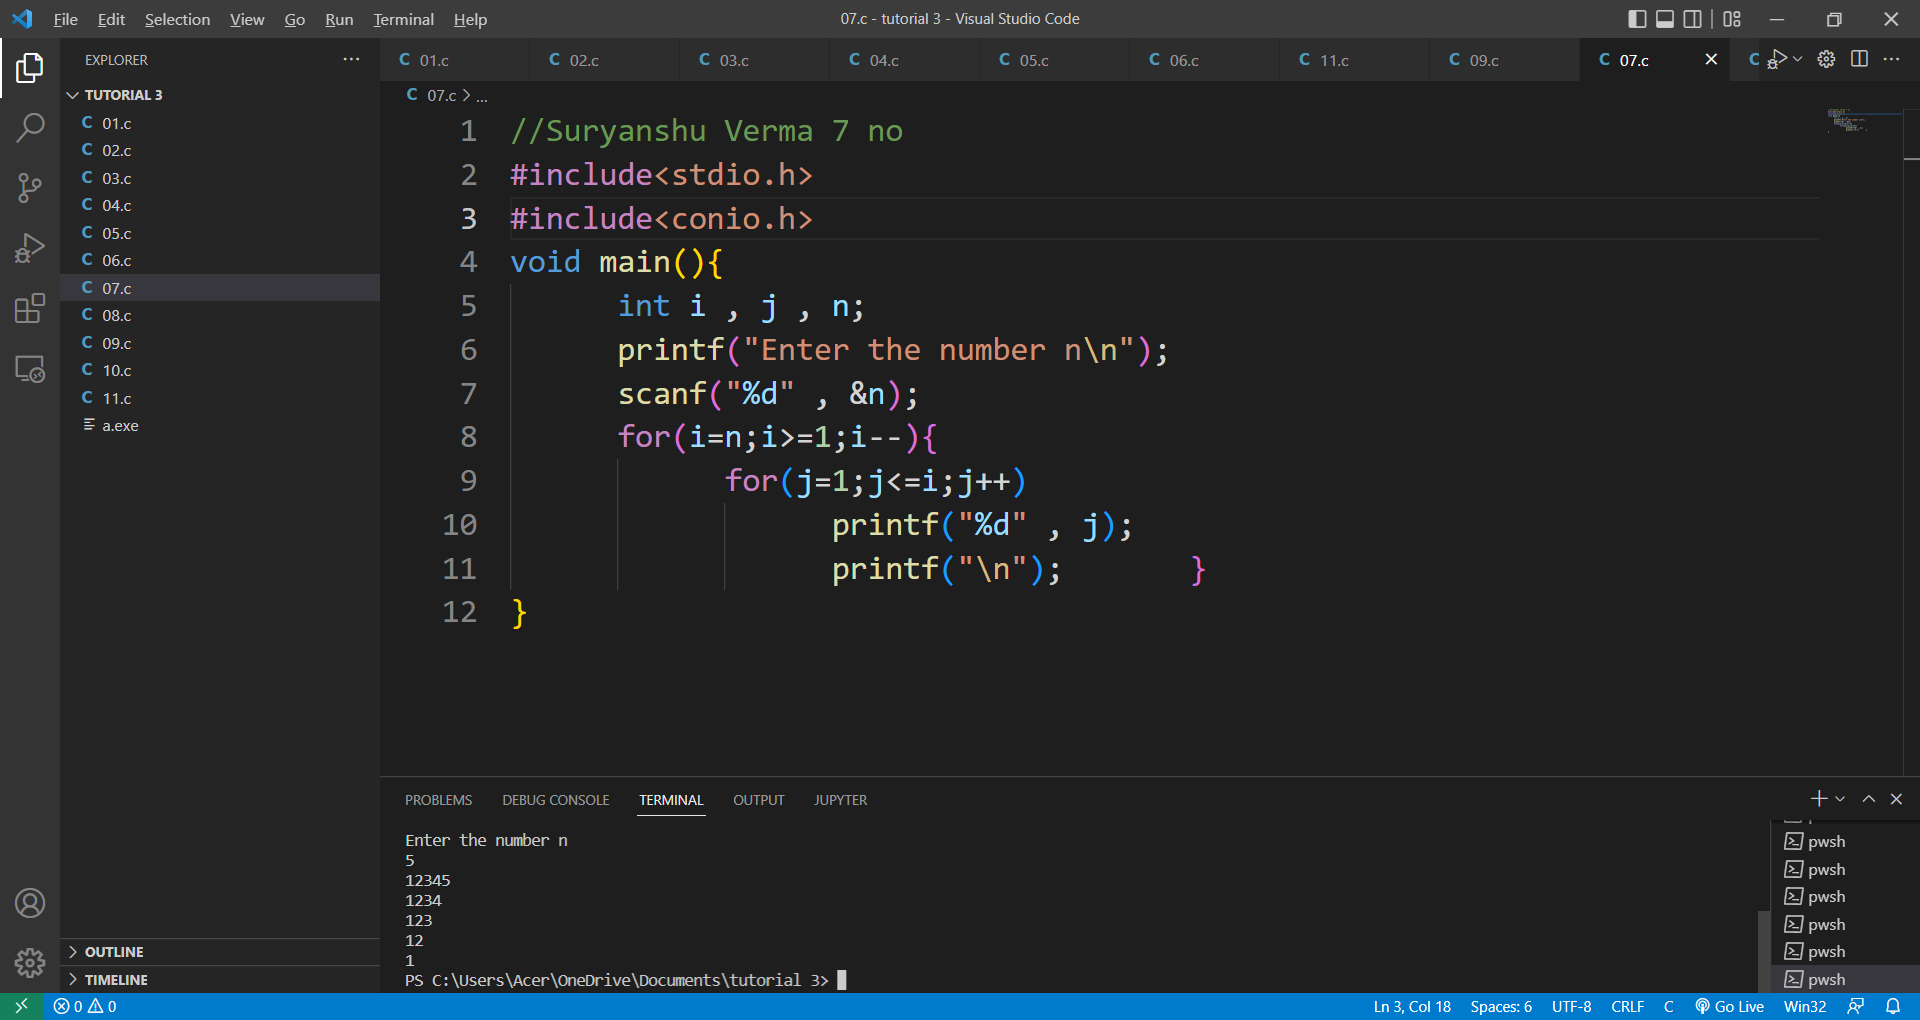 File Edit Selection View Go Run Terminal Help 07.c - tutorial 3 - Visual Studio Code
EXPLORER
TUTORIAL 3
C 01.c
C 02.c
C 03.c
C 04.c
C 05.c
C 06.c
C 07.c
C 08.c
C 09.c
C 10.c
C 11.c
a.exe
OUTLINE
TIMELINE
C 01.c C 02.c C 03.c C 04.c C 05.c C 06.c C 11.c C 09.c C 07.c C
C 07.c > ...
1 //Suryanshu Verma 7 no
2 #include<stdio.h>
3 #include<conio.h>
4 void main(){
5 int i , j , n;
6 printf("Enter the number n\n");
7 scanf("%d" , &n);
8 for(i=n;i>=1;i--){
9 for(j=1;j<=i;j++)
10 printf("%d" , j);
11 printf("\n"); }
12 }
PROBLEMS DEBUG CONSOLE TERMINAL OUTPUT JUPYTER
Enter the number n
5
12345
1234
123
12
1
PS C:\Users\Acer\OneDrive\Documents\tutorial 3>
pwsh
pwsh
pwsh
pwsh
pwsh
pwsh
0 0 Ln 3, Col 18 Spaces: 6 UTF-8 CRLF C Go Live Win32